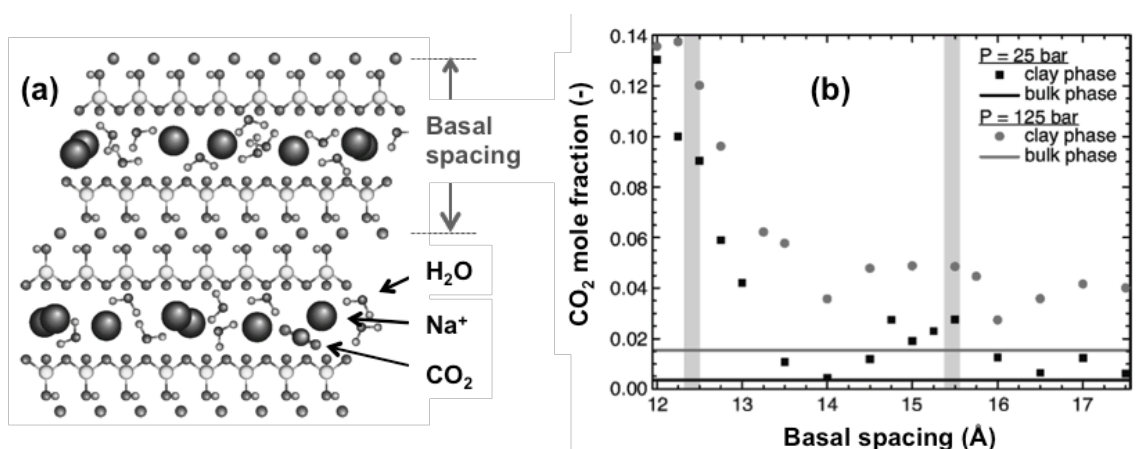 (a)
Basal
spacing
H₂O
Na⁺
CO₂
(b)
P = 25 bar
clay phase
bulk phase
P = 125 bar
clay phase
bulk phase
CO₂ mole fraction (-)
0.14
0.12
0.10
0.08
0.06
0.04
0.02
0.00
12 13 14 15 16 17
Basal spacing (Å)